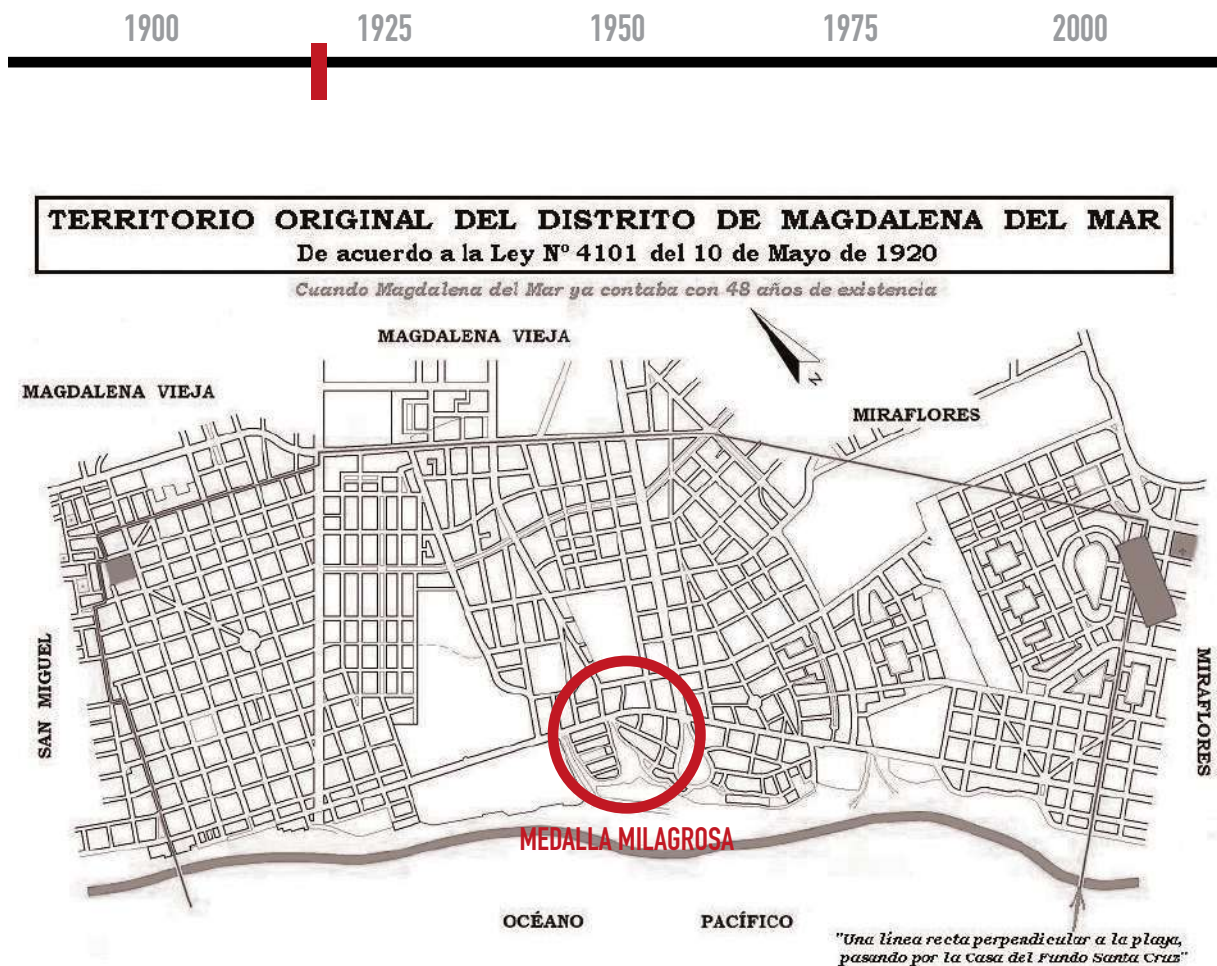 1900 1925 1950 1975 2000
TERRITORIO ORIGINAL DEL DISTRITO DE MAGDALENA DEL MAR
De acuerdo a la Ley Nº 4101 del 10 de Mayo de 1920
Cuando Magdalena del Mar ya contaba con 48 años de existencia
MAGDALENA VIEJA
MAGDALENA VIEJA
N
MIRAFLORES
SAN MIGUEL
MIRAFLORES
MEDALLA MILAGROSA
OCÉANO PACÍFICO
"Una línea recta perpendicular a la playa,
pasando por la Casa del Fundo Santa Cruz"